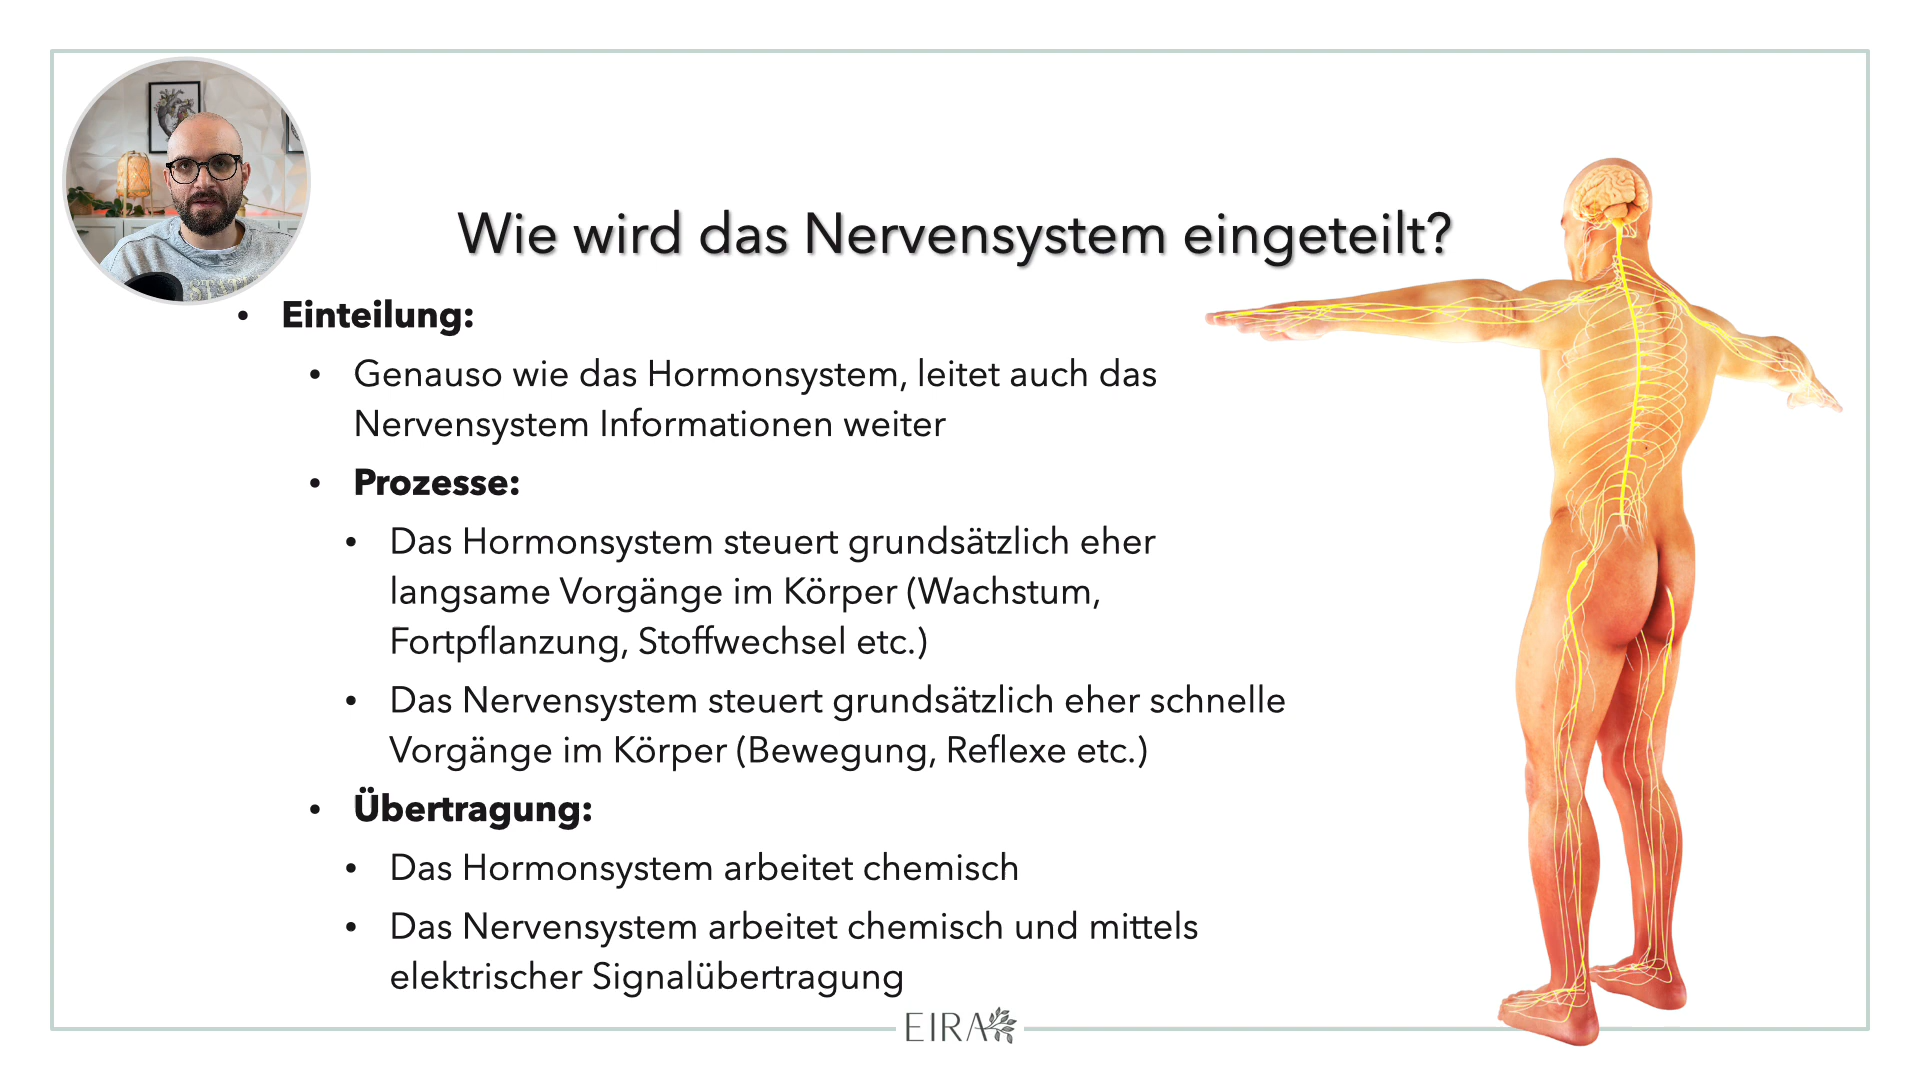 Wie wird das Nervensystem eingeteilt?
• Einteilung:
• Genauso wie das Hormonsystem, leitet auch das
Nervensystem Informationen weiter
• Prozesse:
• Das Hormonsystem steuert grundsätzlich eher
langsame Vorgänge im Körper (Wachstum,
Fortpflanzung, Stoffwechsel etc.)
• Das Nervensystem steuert grundsätzlich eher schnelle
Vorgänge im Körper (Bewegung, Reflexe etc.)
• Übertragung:
• Das Hormonsystem arbeitet chemisch
• Das Nervensystem arbeitet chemisch und mittels
elektrischer Signalübertragung
EIRA